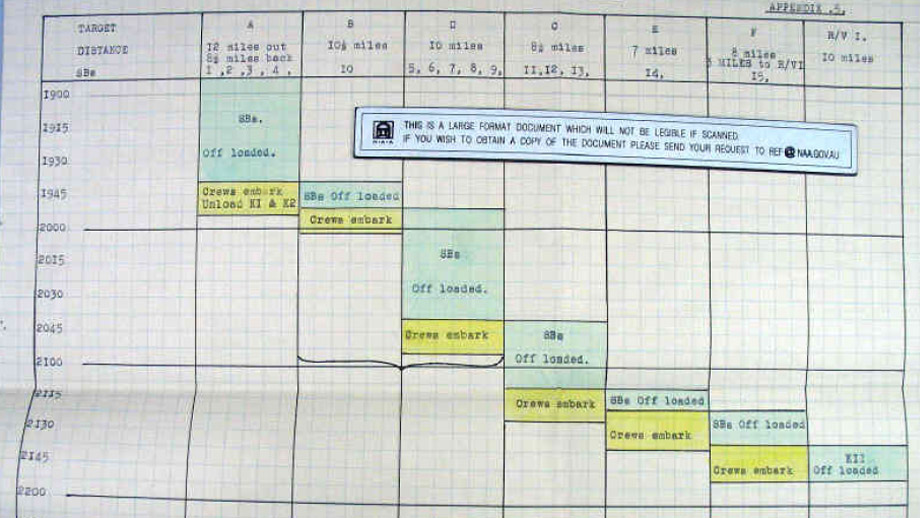 APPENDIX .5.
TARGET A B D C E F R/V I.
DISTANCE 12 miles out 10½ miles 10 miles 8½ miles 7 miles 8 miles 10 miles
8½ miles back 3 MILES to R/VI
SBs 1 ,2 ,3 ,4 , 10 5, 6, 7, 8, 9, 11,12, 13, 14, 15,
1900
SBs.
1915
Off loaded.
1930
THIS IS A LARGE FORMAT DOCUMENT WHICH WILL NOT BE LEGIBLE IF SCANNED.
IF YOU WISH TO OBTAIN A COPY OF THE DOCUMENT PLEASE SEND YOUR REQUEST TO REF@NAA.GOV.AU
1945
Crews embark SBs Off loaded
Unload KI & K2
Crews embark
2000
SBs
2015
Off loaded.
2030
2045
Crews embark SBs
2100
Off loaded.
2115
Crews embark SBs Off loaded
2130
Crews embark SBs Off loaded
2145
Crews embark KII
Off loaded
2200